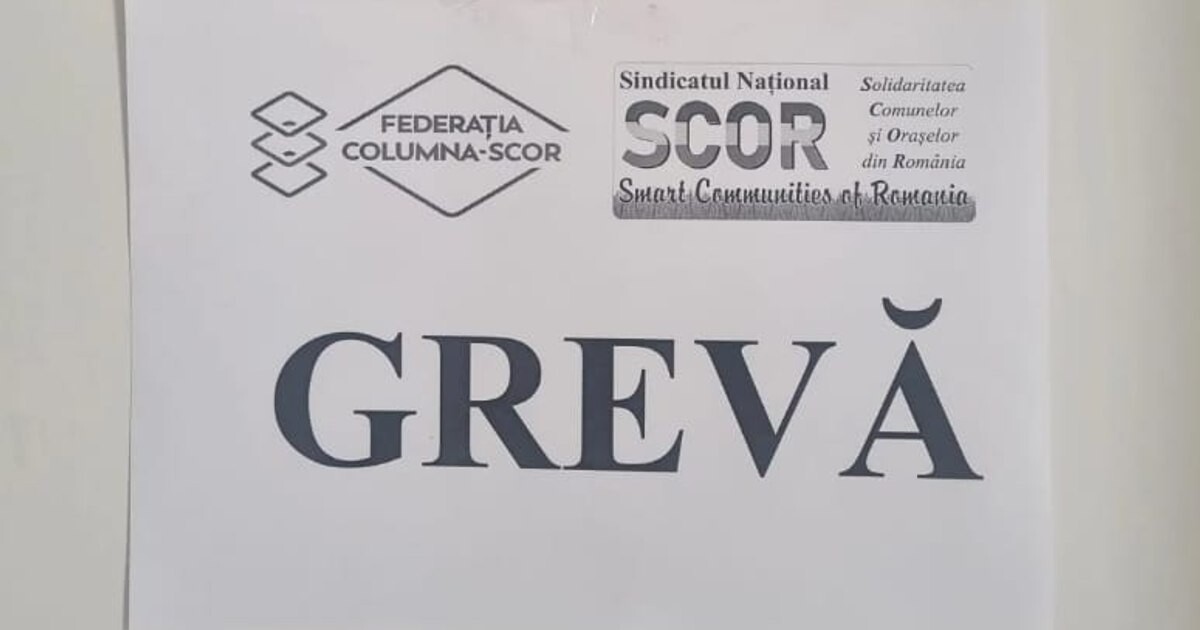 FEDERAȚIA
COLUMNA-SCOR
Sindicatul Național
SCOR
Solidaritatea
Comunelor
și Orașelor
din România
Smart Communities of Romania
GREVĂ